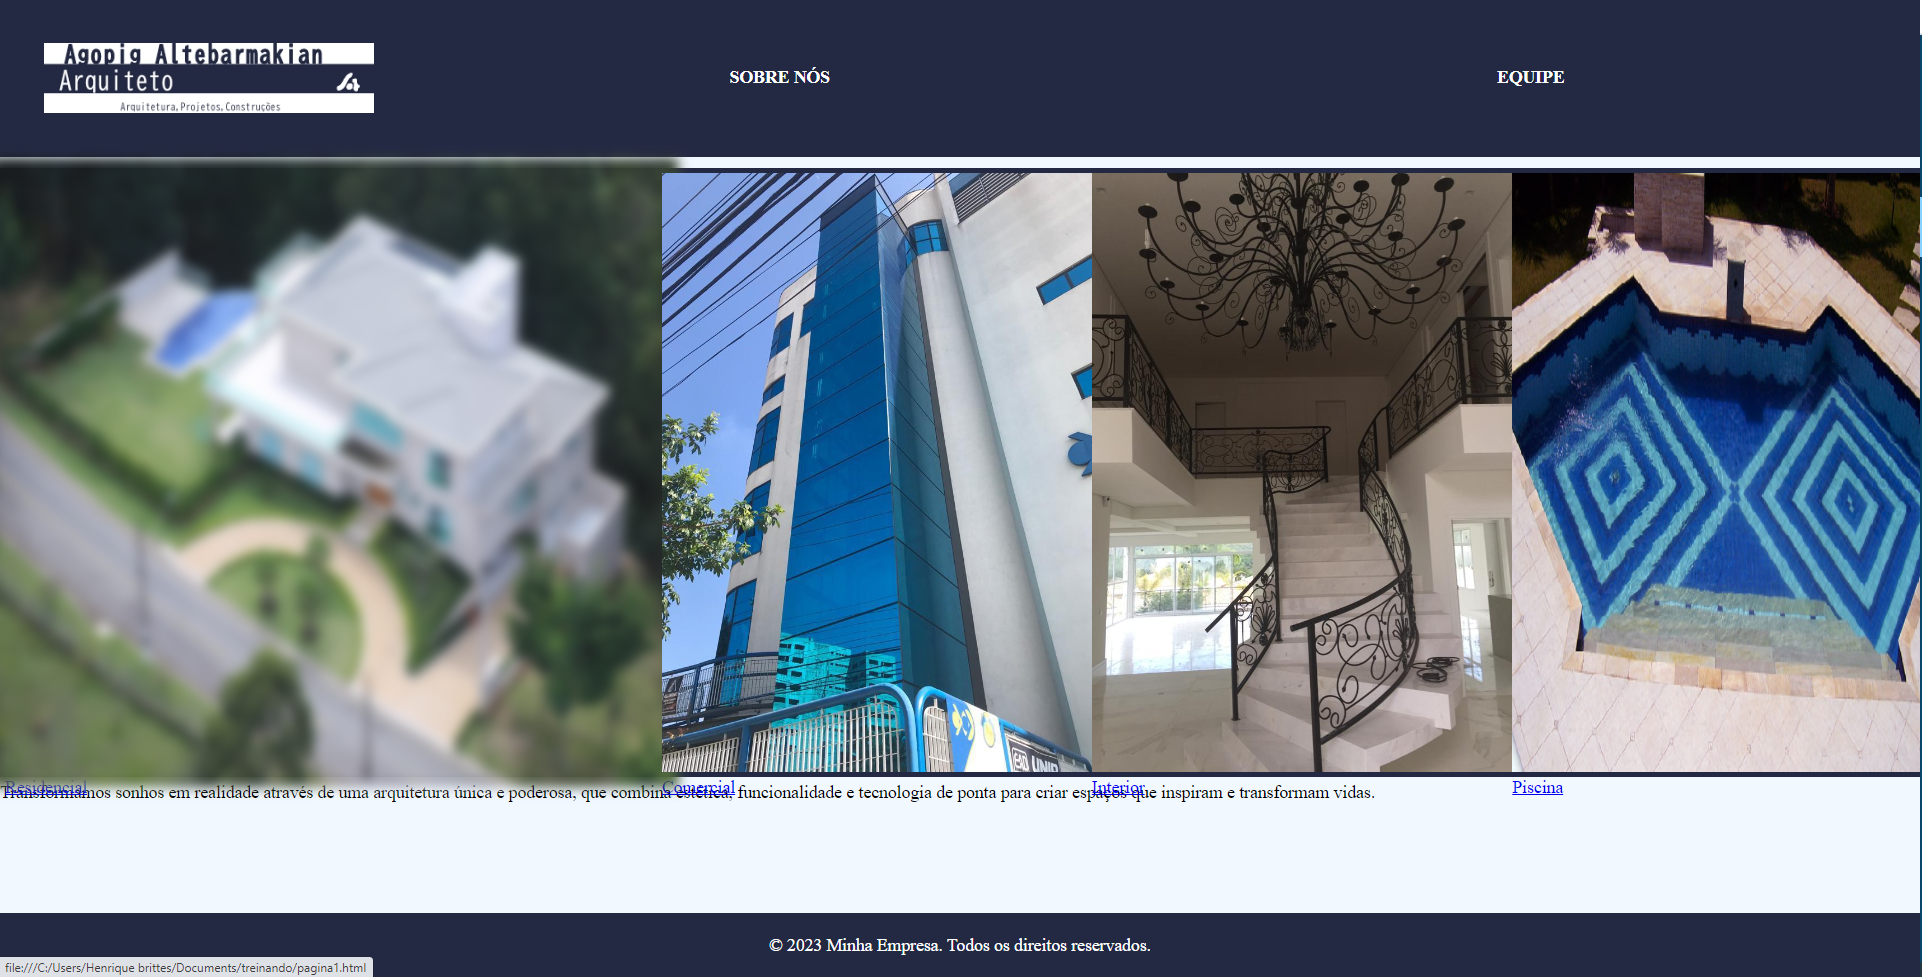 Agopig Altebarmakian
Arquiteto
Arquitetura, Projetos, Construções
SOBRE NÓS
EQUIPE
EAD UNIP
Residencial
Comercial
Interior
Piscina
Transformamos sonhos em realidade através de uma arquitetura única e poderosa, que combina estética, funcionalidade e tecnologia de ponta para criar espaços que inspiram e transformam vidas.
© 2023 Minha Empresa. Todos os direitos reservados.
file:///C:/Users/Henrique brittes/Documents/treinando/pagina1.html